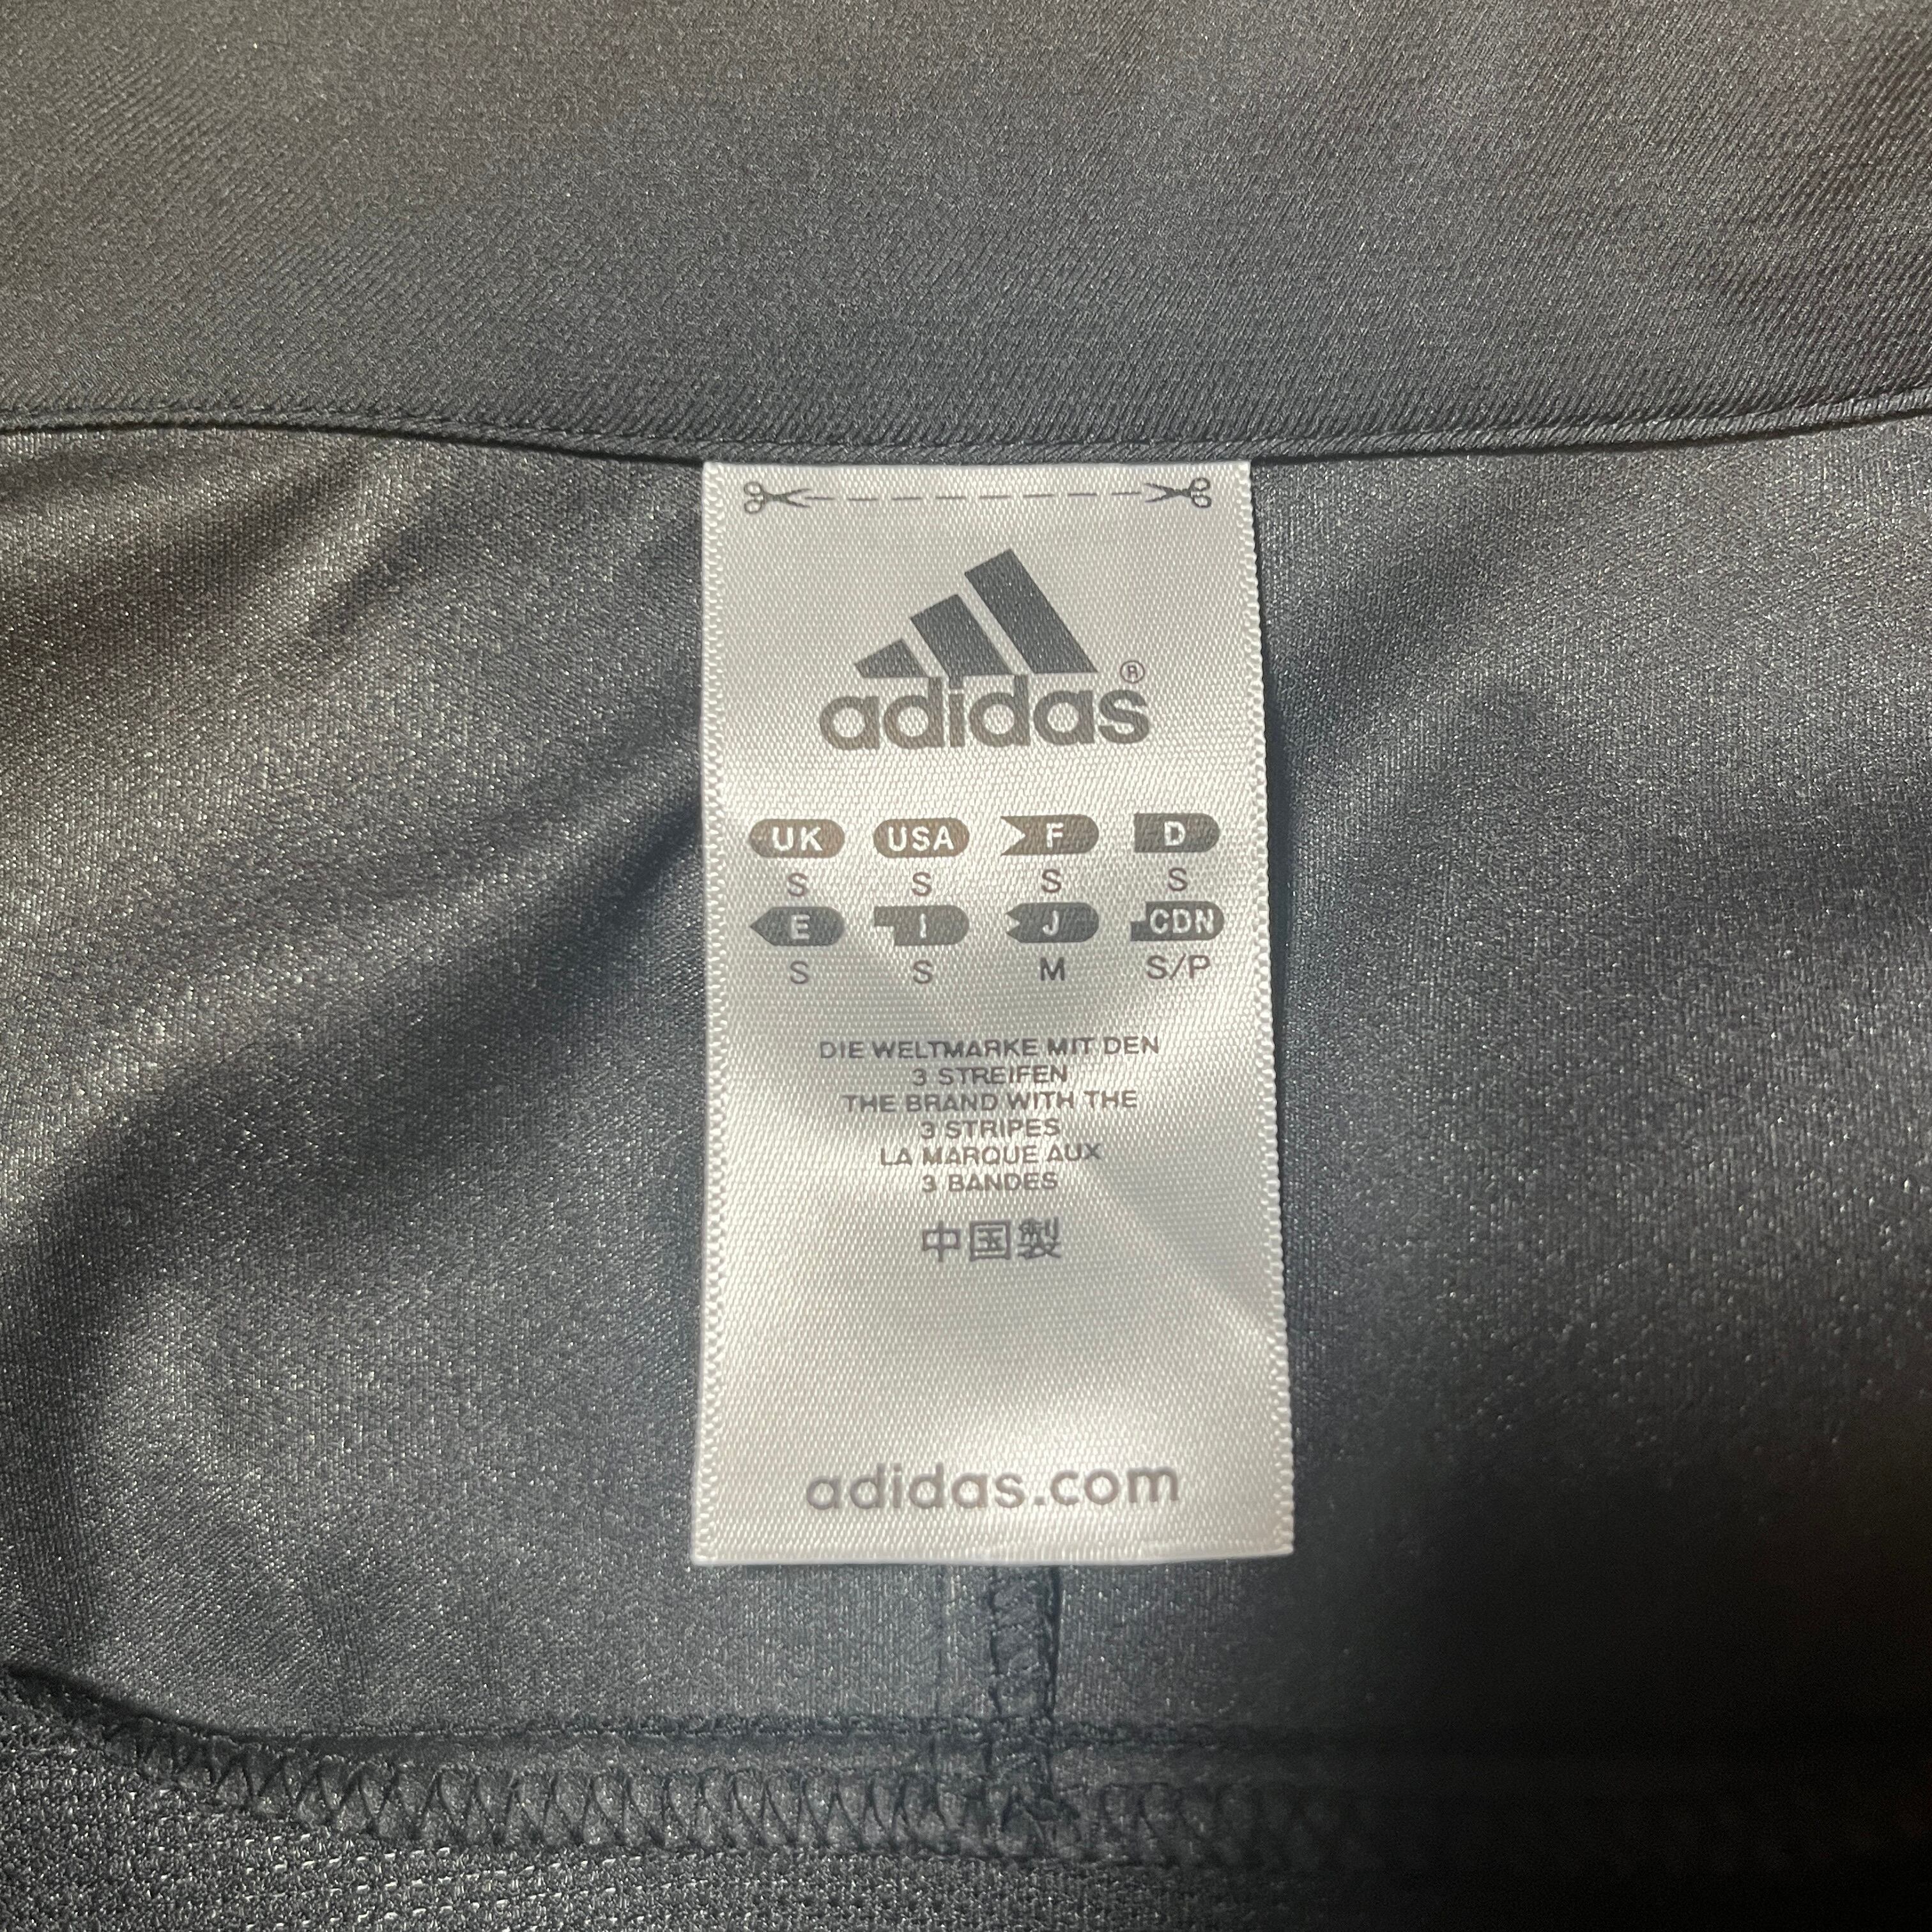 adidas®
UK USA F D
S S S S
E I J CDN
S S M S/P
DIE WELTMARKE MIT DEN
3 STREIFEN
THE BRAND WITH THE
3 STRIPES
LA MARQUE AUX
3 BANDES
中国製
adidas.com